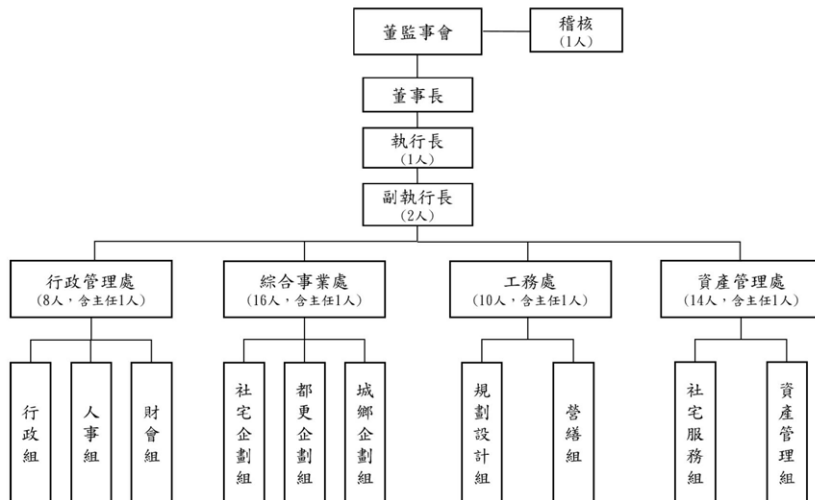 董監事會
稽核
(1人)
董事長
執行長
(1人)
副執行長
(2人)
行政管理處
(8人，含主任1人)
綜合事業處
(16人，含主任1人)
工務處
(10人，含主任1人)
資產管理處
(14人，含主任1人)
行政組
人事組
財會組
社宅企劃組
都更企劃組
城鄉企劃組
規劃設計組
營繕組
社宅服務組
資產管理組